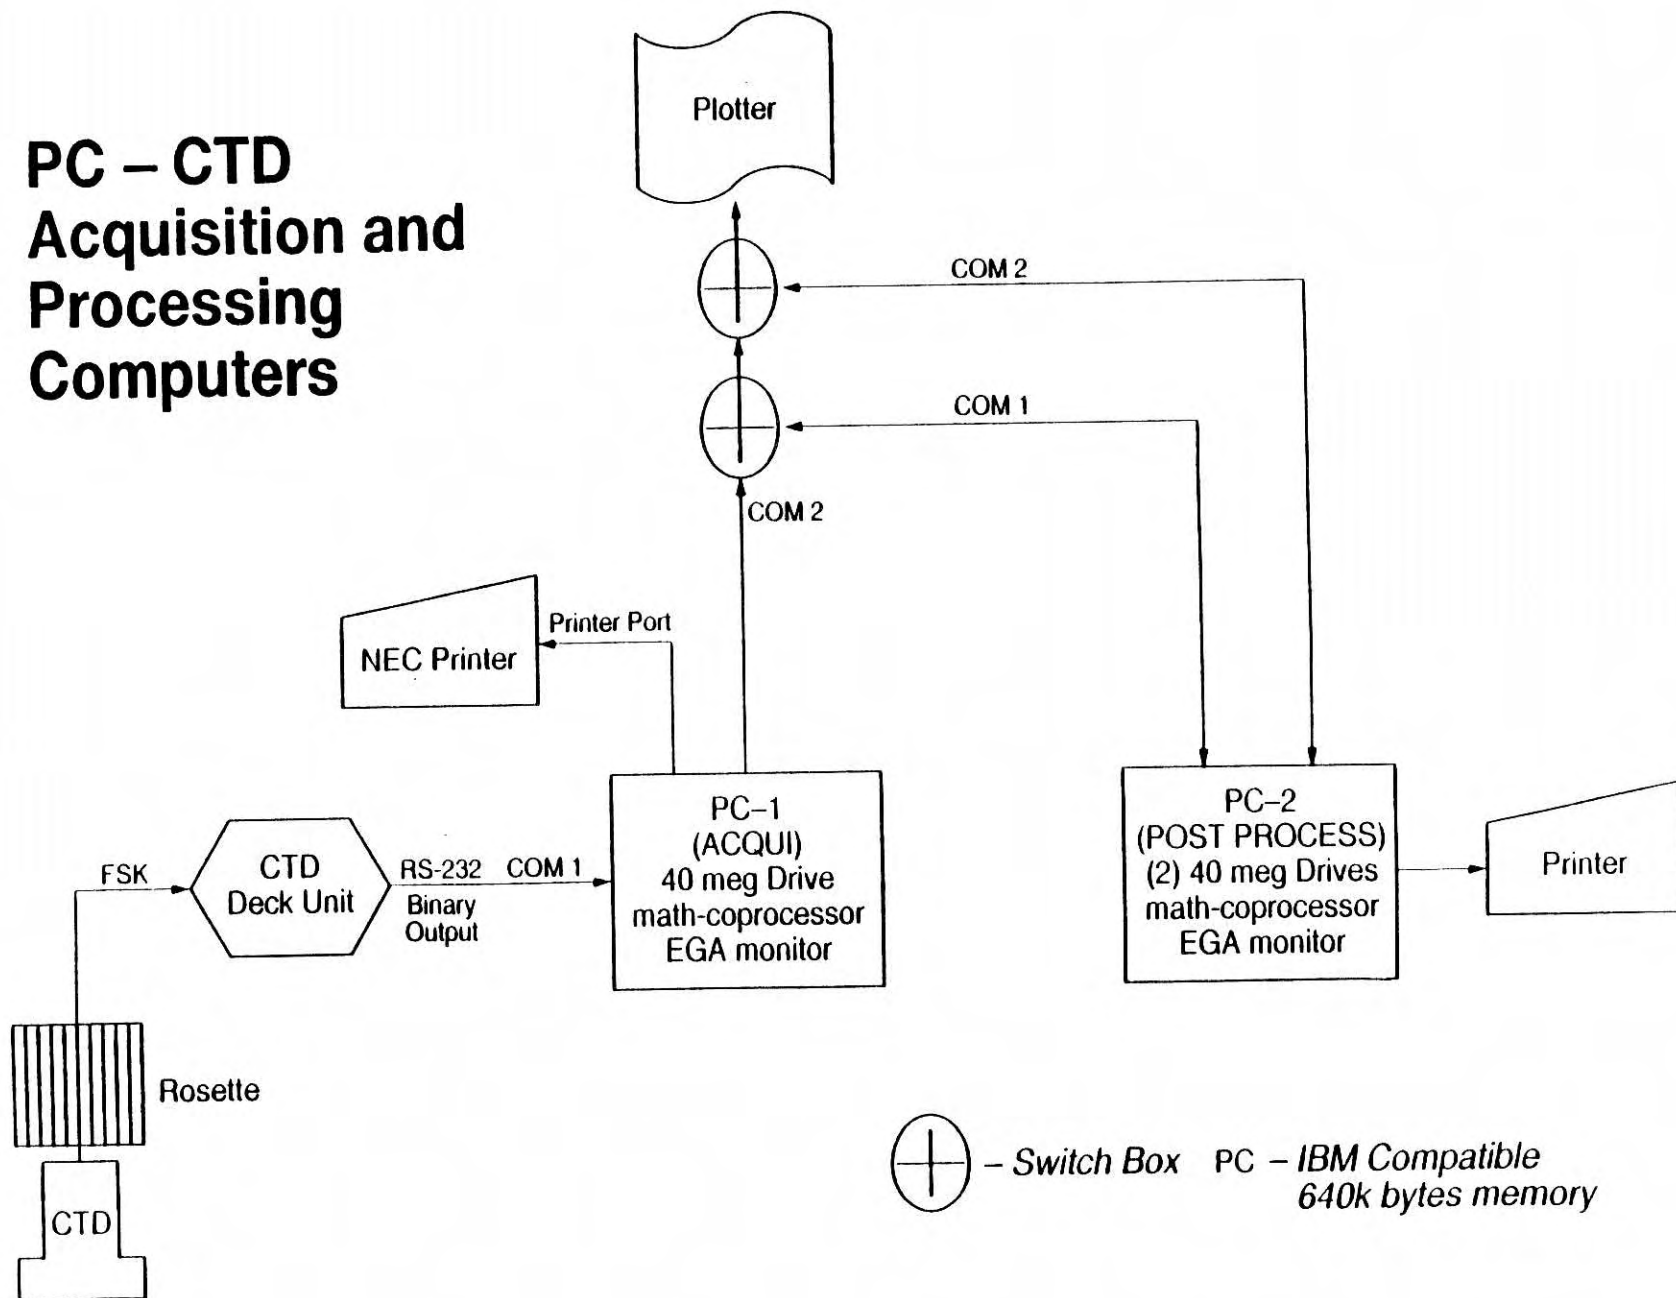 PC – CTD
Acquisition and
Processing
Computers
Plotter
COM 2
COM 1
COM 2
Printer Port
NEC Printer
PC–1
(ACQUI)
40 meg Drive
math-coprocessor
EGA monitor
PC–2
(POST PROCESS)
(2) 40 meg Drives
math-coprocessor
EGA monitor
Printer
FSK
CTD
Deck Unit
RS-232 COM 1
Binary
Output
Rosette
CTD
– Switch Box PC – IBM Compatible
640k bytes memory